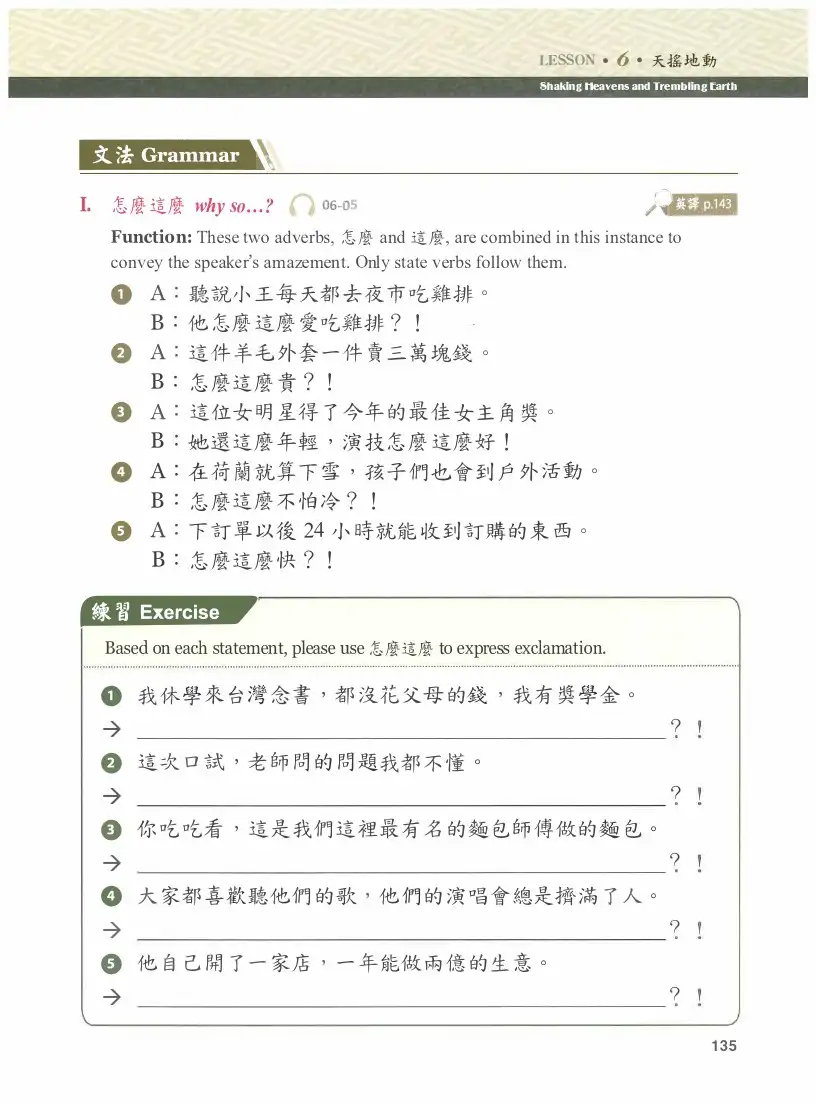 LESSON • 6 • 天搖地動
Shaking Heavens and Trembling Earth
文法 Grammar
I. 怎麼這麼 why so…? 06-05 英譯 p.143
Function: These two adverbs, 怎麼 and 這麼, are combined in this instance to
convey the speaker's amazement. Only state verbs follow them.
1 A：聽說小王每天都去夜市吃雞排。
B：他怎麼這麼愛吃雞排？！
2 A：這件羊毛外套一件賣三萬塊錢。
B：怎麼這麼貴？！
3 A：這位女明星得了今年的最佳女主角獎。
B：她還這麼年輕，演技怎麼這麼好！
4 A：在荷蘭就算下雪，孩子們也會到戶外活動。
B：怎麼這麼不怕冷？！
5 A：下訂單以後 24 小時就能收到訂購的東西。
B：怎麼這麼快？！
練習 Exercise
Based on each statement, please use 怎麼這麼 to express exclamation.
1 我休學來台灣念書，都沒花父母的錢，我有獎學金。
→ ？！
2 這次口試，老師問的問題我都不懂。
→ ？！
3 你吃吃看，這是我們這裡最有名的麵包師傅做的麵包。
→ ？！
4 大家都喜歡聽他們的歌，他們的演唱會總是擠滿了人。
→ ？！
5 他自己開了一家店，一年能做兩億的生意。
→ ？！
135